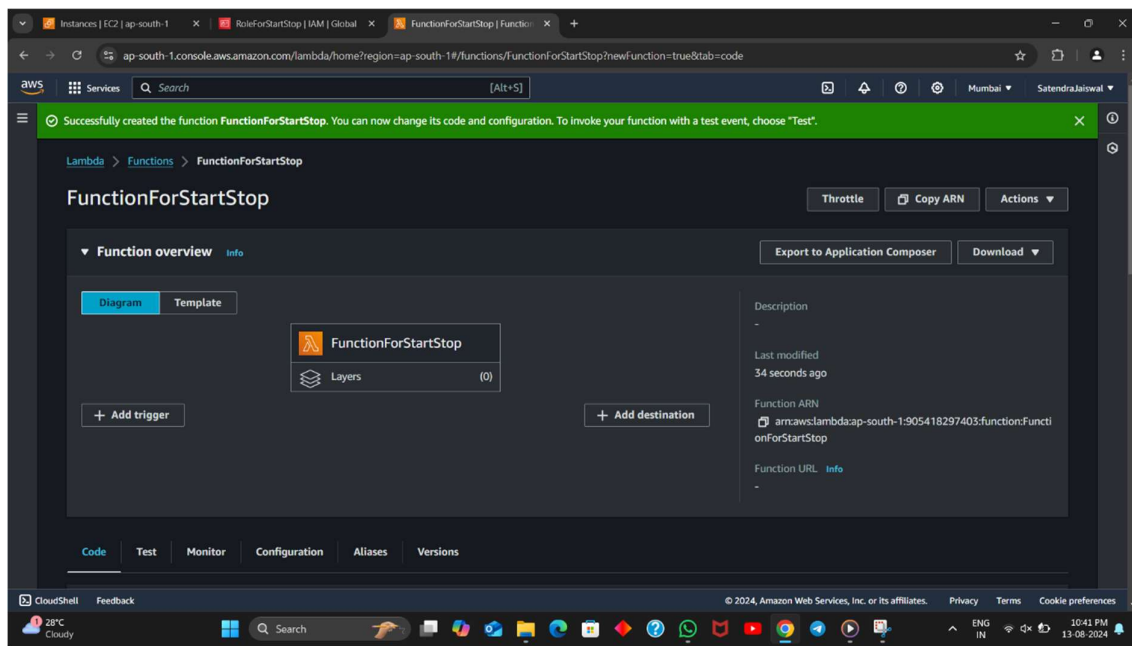 Instances | EC2 | ap-south-1
RoleForStartStop | IAM | Global
FunctionForStartStop | Function
ap-south-1.console.aws.amazon.com/lambda/home?region=ap-south-1#/functions/FunctionForStartStop?newFunction=true&tab=code
aws Services Search [Alt+S] Mumbai SatendraJaiswal
Successfully created the function FunctionForStartStop. You can now change its code and configuration. To invoke your function with a test event, choose "Test".
Lambda > Functions > FunctionForStartStop
FunctionForStartStop
Throttle Copy ARN Actions
Function overview Info
Export to Application Composer Download
Diagram Template
FunctionForStartStop
Layers (0)
+ Add trigger
+ Add destination
Description
-
Last modified
34 seconds ago
Function ARN
arn:aws:lambda:ap-south-1:905418297403:function:Functi
onForStartStop
Function URL Info
-
Code Test Monitor Configuration Aliases Versions
CloudShell Feedback © 2024, Amazon Web Services, Inc. or its affiliates. Privacy Terms Cookie preferences
1
28°C
Cloudy
Search
ENG
IN
10:41 PM
13-08-2024